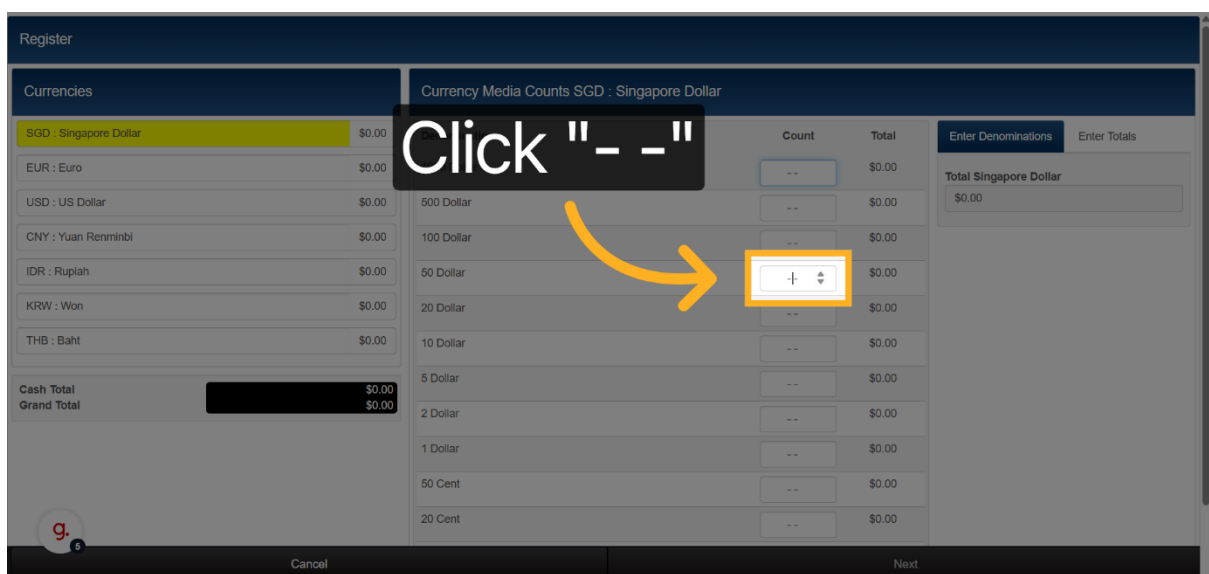 Register
Currencies
SGD : Singapore Dollar $0.00
EUR : Euro $0.00
USD : US Dollar $0.00
CNY : Yuan Renminbi $0.00
IDR : Rupiah $0.00
KRW : Won $0.00
THB : Baht $0.00
Cash Total $0.00
Grand Total $0.00
Currency Media Counts SGD : Singapore Dollar
Click "- -"
Count Total
- - $0.00
500 Dollar - - $0.00
100 Dollar - - $0.00
50 Dollar $0.00
20 Dollar - - $0.00
10 Dollar - - $0.00
5 Dollar - - $0.00
2 Dollar - - $0.00
1 Dollar - - $0.00
50 Cent - - $0.00
20 Cent - - $0.00
Enter Denominations Enter Totals
Total Singapore Dollar
$0.00
g.
5
Cancel Next